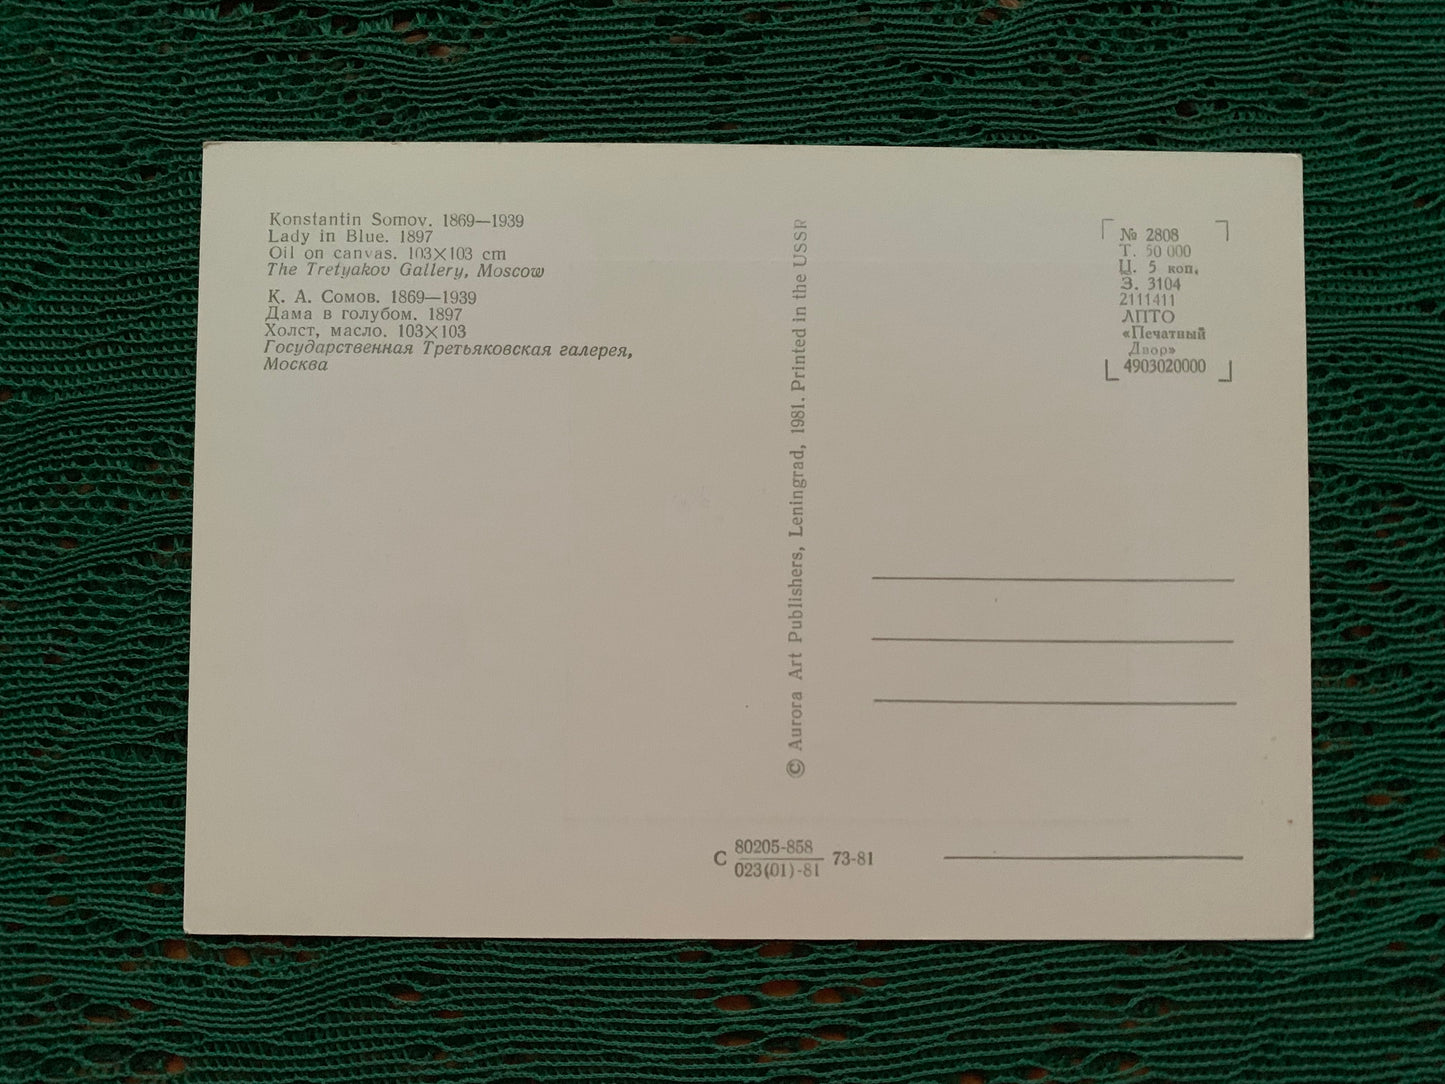 Konstantin Somov. 1869—1939
Lady in Blue. 1897
Oil on canvas. 103×103 cm
The Tretyakov Gallery, Moscow
К. А. Сомов. 1869—1939
Дама в голубом. 1897
Холст, масло. 103×103
Государственная Третьяковская галерея,
Москва
© Aurora Art Publishers, Leningrad, 1981. Printed in the USSR
№ 2808
Т. 50 000
Ц. 5 коп.
З. 3104
2111411
ЛПТО
«Печатный
Двор»
4903020000
С 80205-858 73-81
023(01)-81